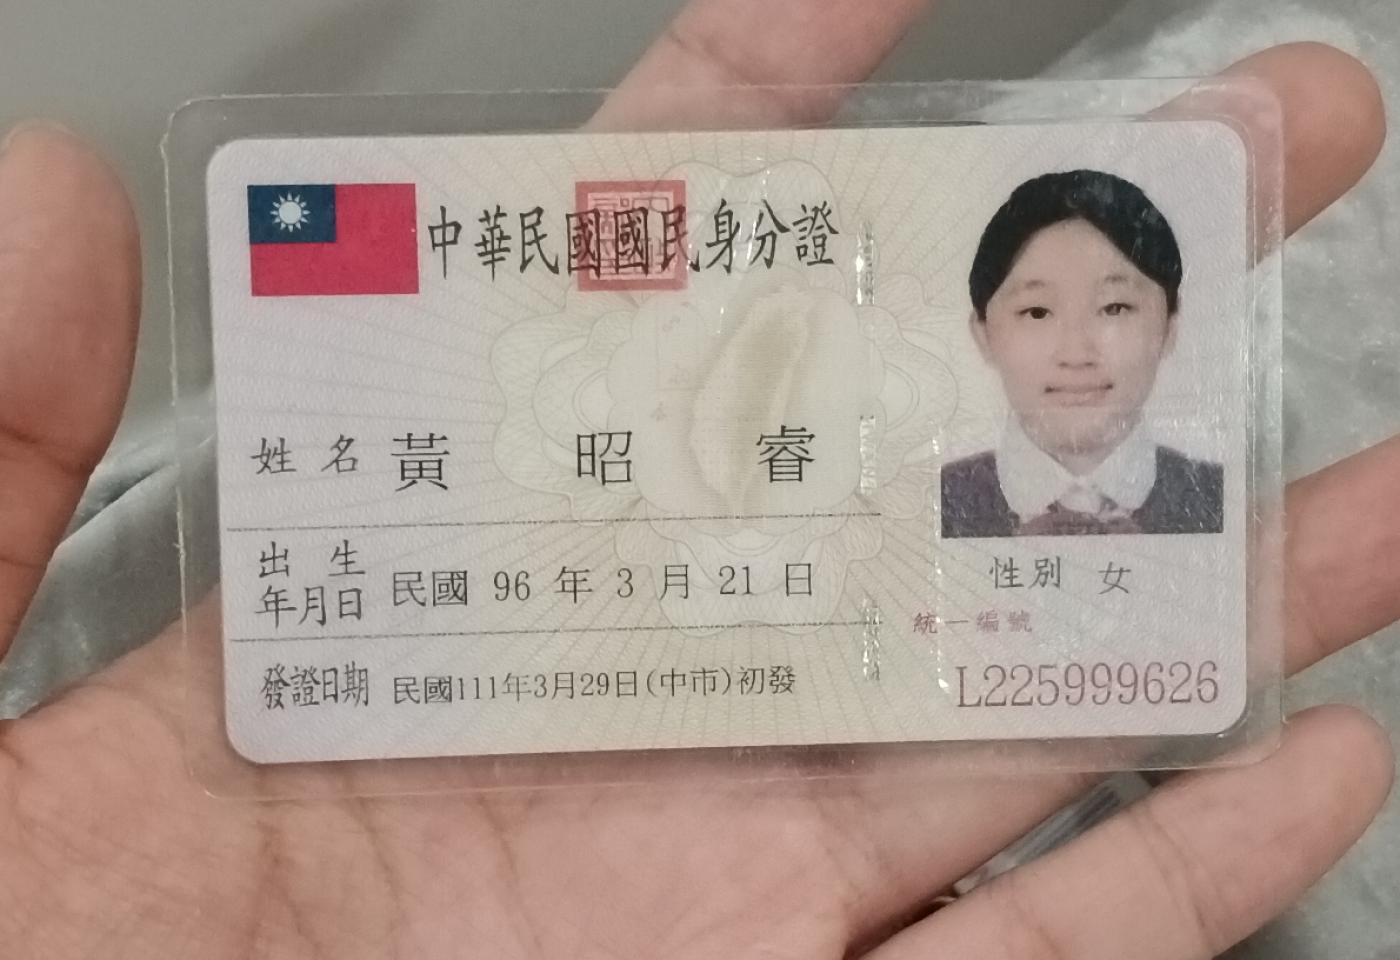 中華民國國民身分證
姓名 黃昭睿
出生年月日 民國 96 年 3 月 21 日
發證日期 民國111年3月29日(中市)初發
性別 女
統一編號
L225999626